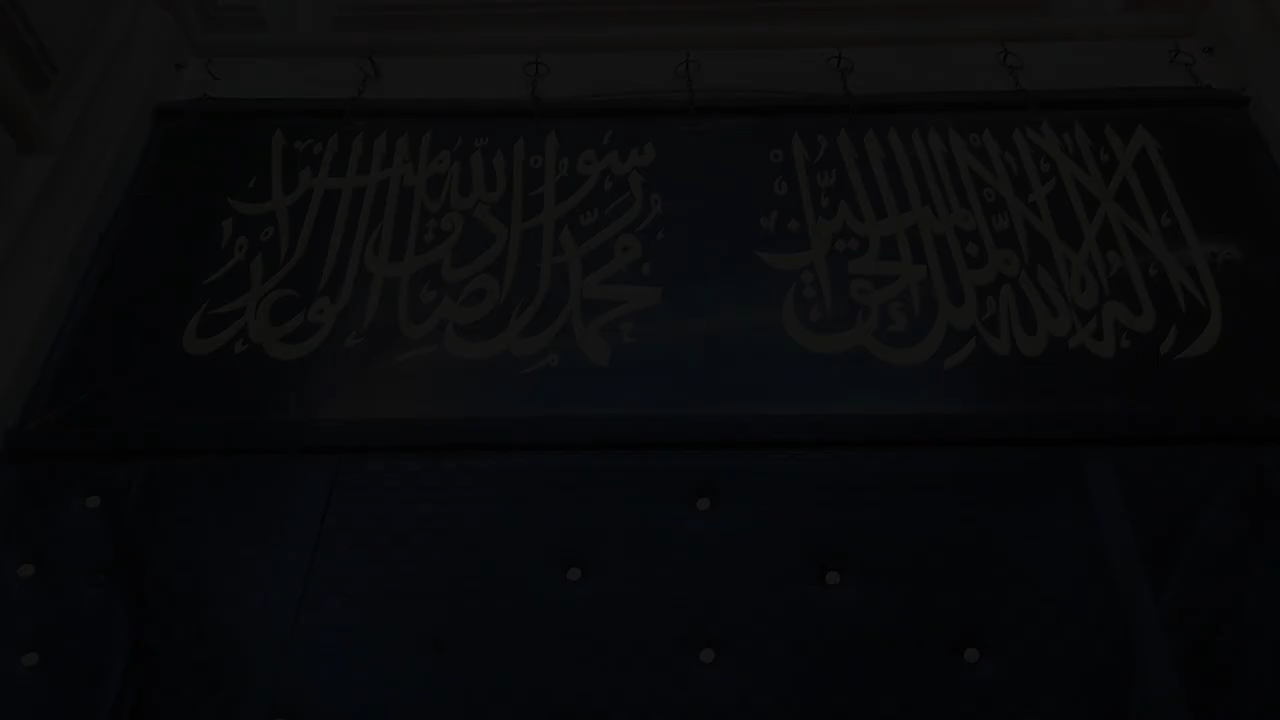 لا إله إلا الله الملك الحق المبين
محمد رسول الله صادق الوعد الأمين